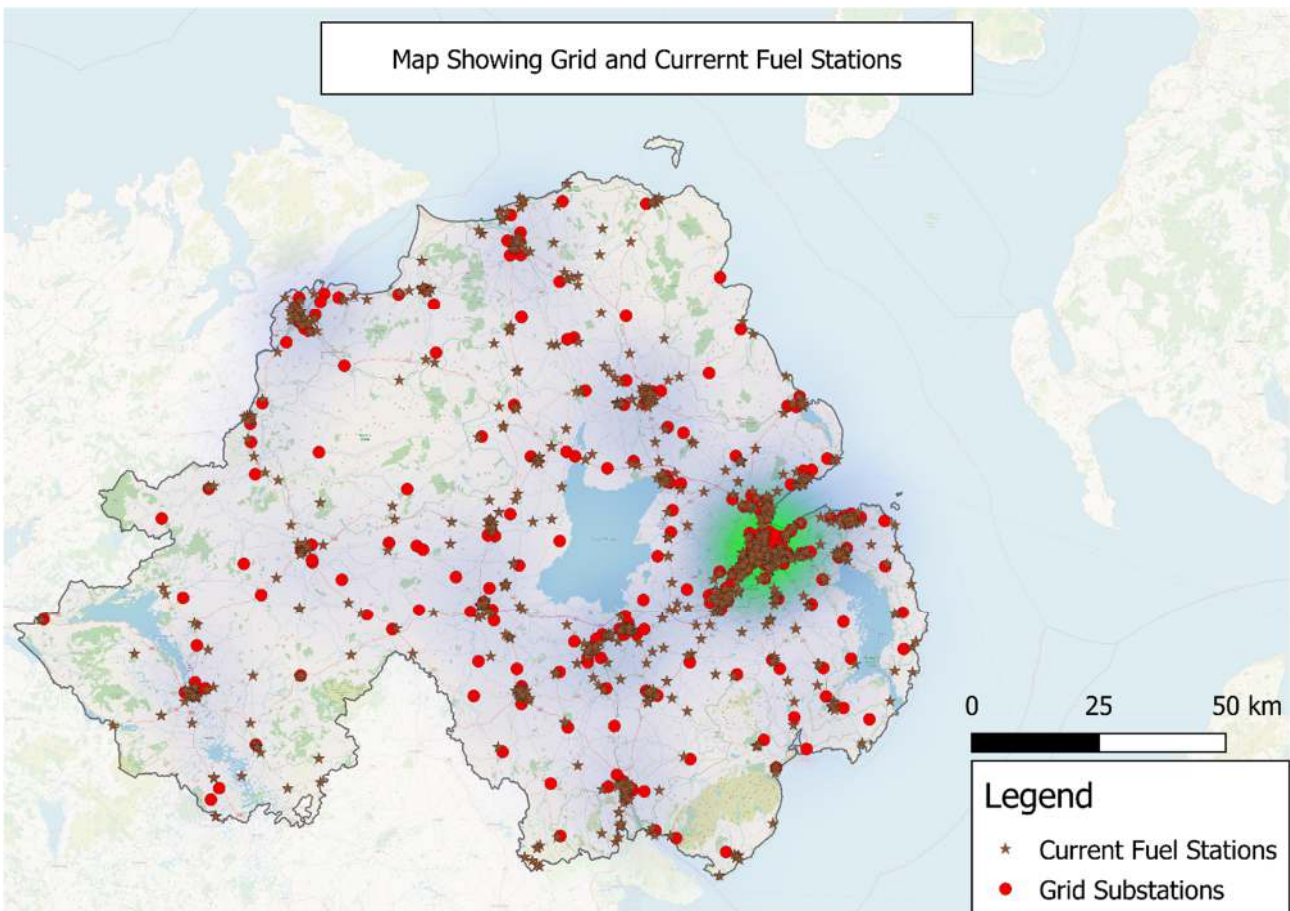 Map Showing Grid and Currernt Fuel Stations
0 25 50 km
Legend
Current Fuel Stations
Grid Substations